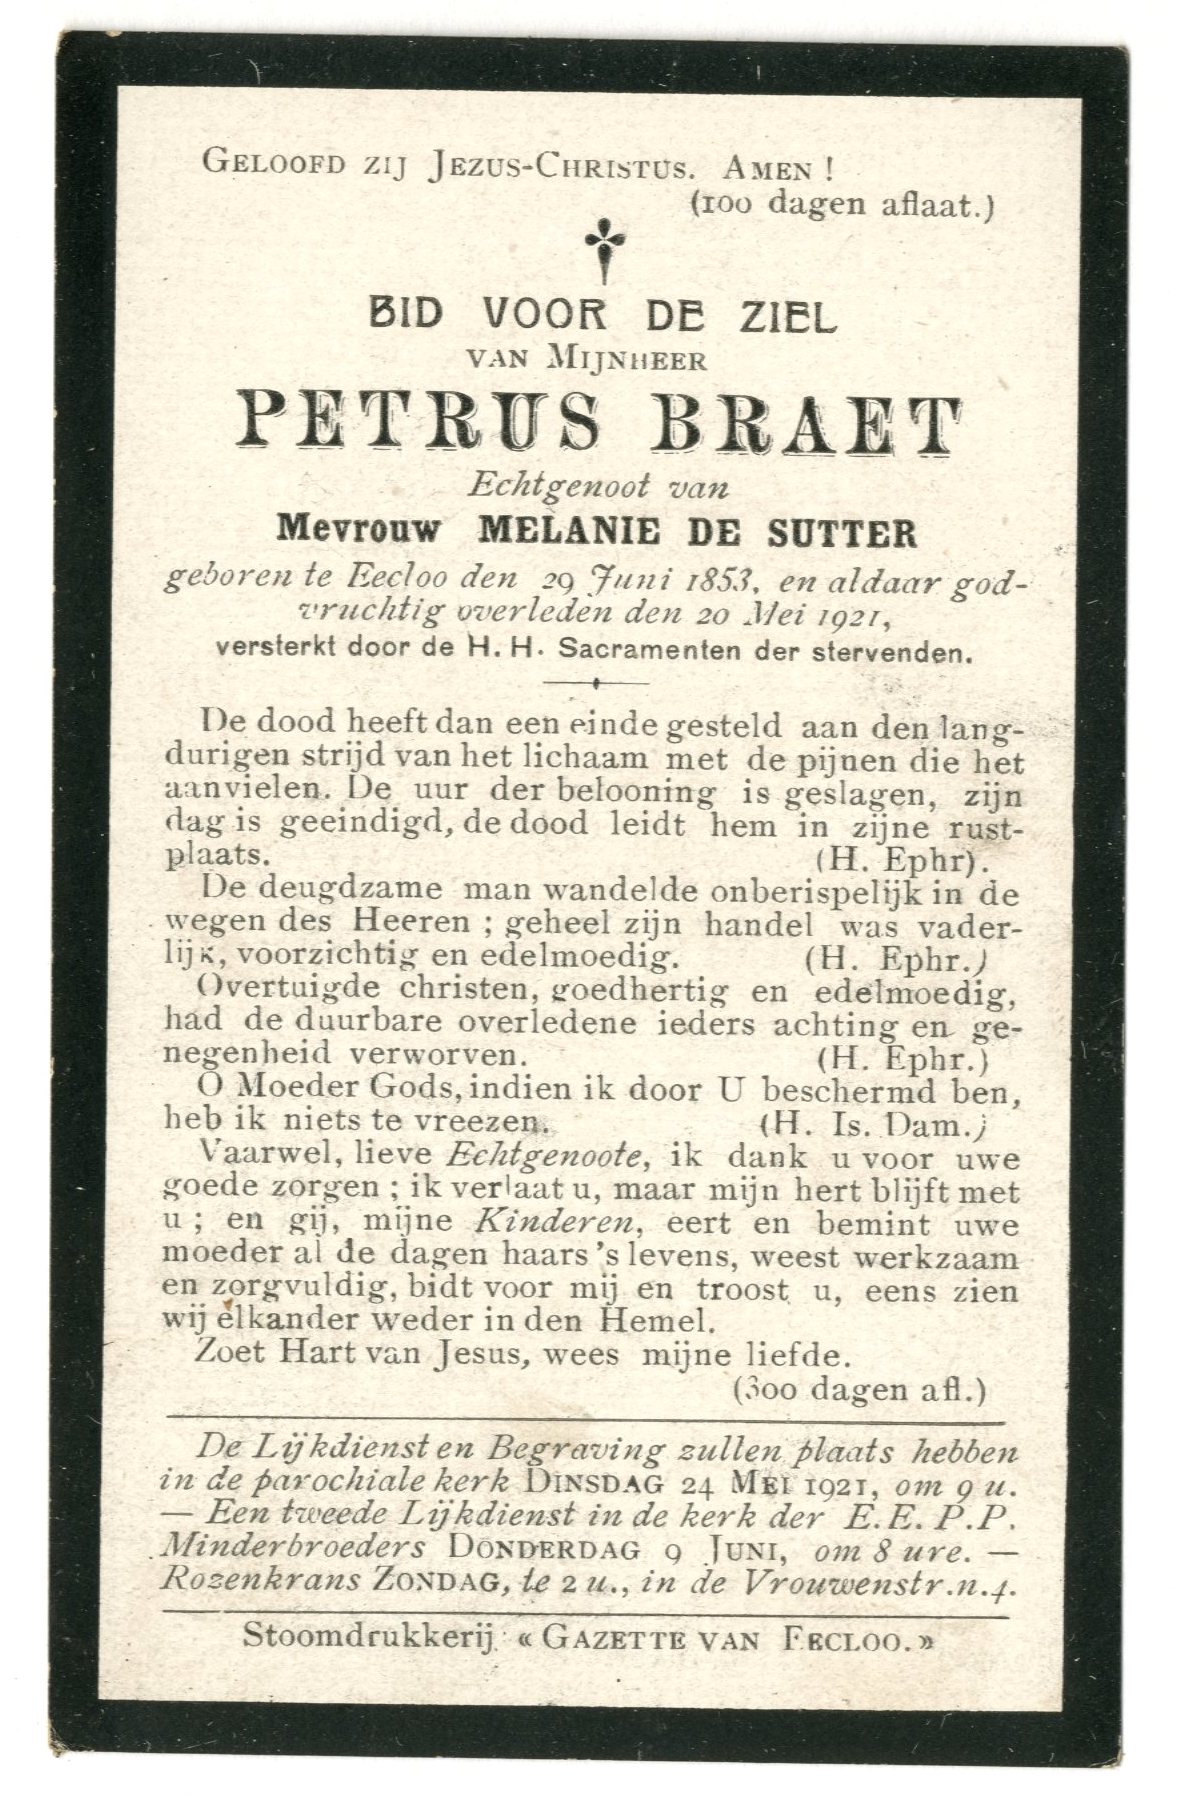 GELOOFD ZIJ JEZUS-CHRISTUS. AMEN !
(100 dagen aflaat.)
BID VOOR DE ZIEL
VAN MIJNHEER
PETRUS BRAET
Echtgenoot van
Mevrouw MELANIE DE SUTTER
geboren te Eecloo den 29 Juni 1853, en aldaar god-
vruchtig overleden den 20 Mei 1921,
versterkt door de H. H. Sacramenten der stervenden.
De dood heeft dan een einde gesteld aan den lang-
durigen strijd van het lichaam met de pijnen die het
aanvielen. De uur der belooning is geslagen, zijn
dag is geeindigd, de dood leidt hem in zijne rust-
plaats. (H. Ephr).
De deugdzame man wandelde onberispelijk in de
wegen des Heeren ; geheel zijn handel was vader-
lijk, voorzichtig en edelmoedig. (H. Ephr.)
Overtuigde christen, goedhertig en edelmoedig,
had de duurbare overledene ieders achting en ge-
negenheid verworven. (H. Ephr.)
O Moeder Gods, indien ik door U beschermd ben,
heb ik niets te vreezen. (H. Is. Dam.)
Vaarwel, lieve Echtgenoote, ik dank u voor uwe
goede zorgen ; ik verlaat u, maar mijn hert blijft met
u ; en gij, mijne Kinderen, eert en bemint uwe
moeder al de dagen haars 's levens, weest werkzaam
en zorgvuldig, bidt voor mij en troost u, eens zien
wij elkander weder in den Hemel.
Zoet Hart van Jesus, wees mijne liefde.
(300 dagen afl.)
De Lijkdienst en Begraving zullen plaats hebben
in de parochiale kerk DINSDAG 24 MEI 1921, om 9 u.
— Een tweede Lijkdienst in de kerk der E. E. P. P.
Minderbroeders DONDERDAG 9 JUNI, om 8 ure. —
Rozenkrans ZONDAG, te 2 u., in de Vrouwenstr. n. 4.
Stoomdrukkerij « GAZETTE VAN EECLOO. »